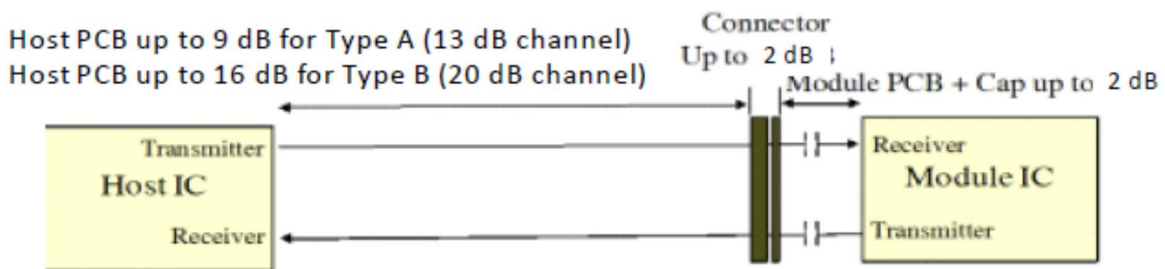 Connector
Host PCB up to 9 dB for Type A (13 dB channel)
Up to 2 dB
Host PCB up to 16 dB for Type B (20 dB channel)
Module PCB + Cap up to 2 dB
Transmitter
Receiver
Host IC
Module IC
Receiver
Transmitter